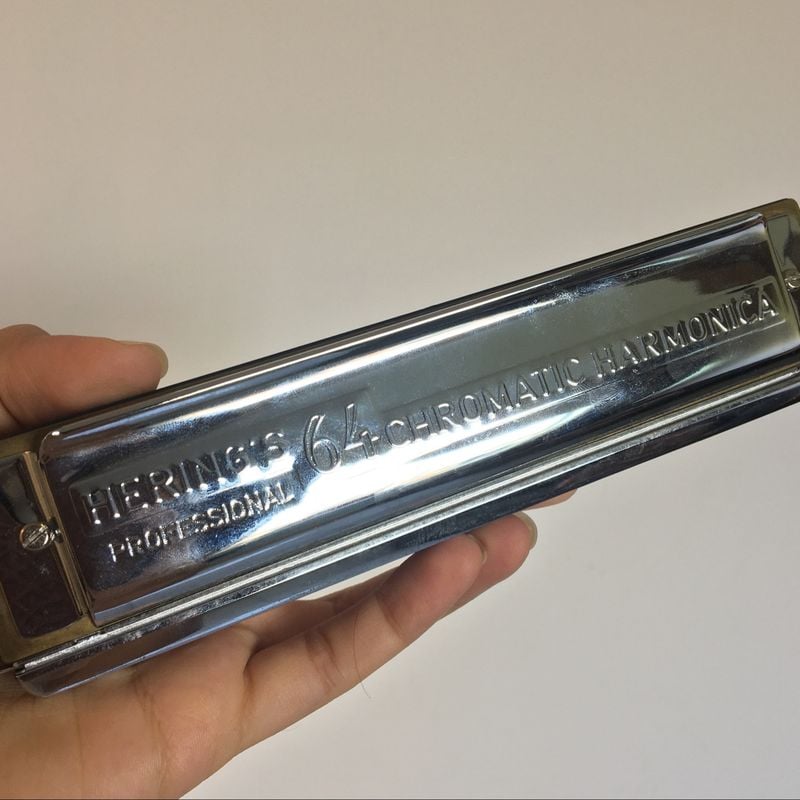 HERING'S 64 CHROMATIC HARMONICA
PROFESSIONAL